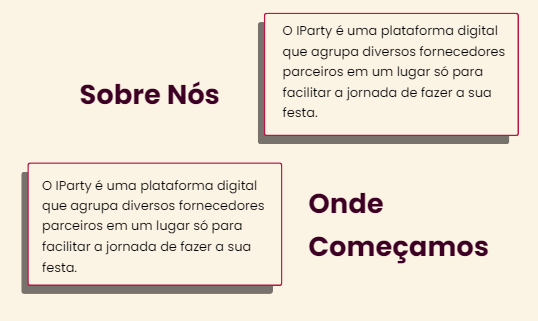 Sobre Nós
O IParty é uma plataforma digital
que agrupa diversos fornecedores
parceiros em um lugar só para
facilitar a jornada de fazer a sua
festa.
O IParty é uma plataforma digital
que agrupa diversos fornecedores
parceiros em um lugar só para
facilitar a jornada de fazer a sua
festa.
Onde
Começamos